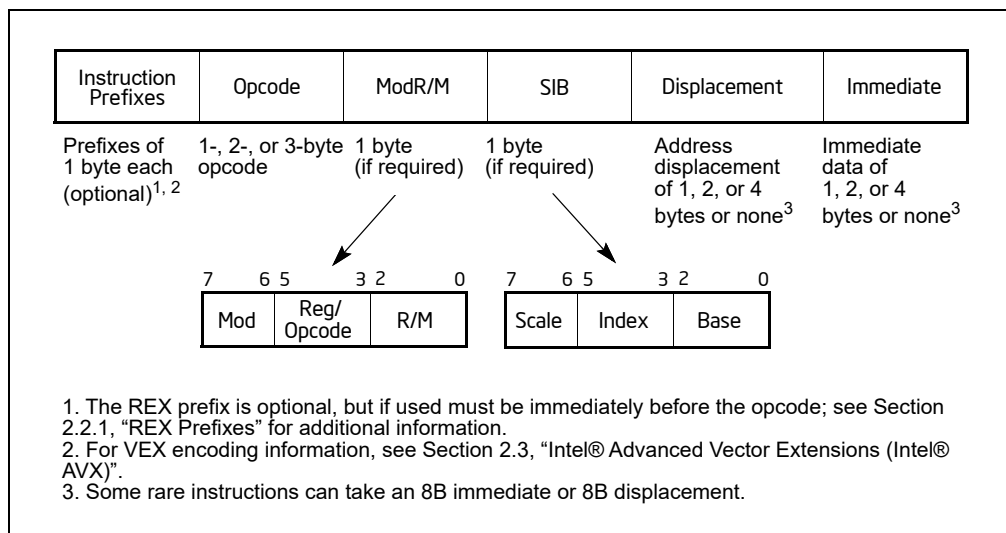 Instruction Prefixes
Opcode
ModR/M
SIB
Displacement
Immediate
Prefixes of
1 byte each
(optional)1, 2
1-, 2-, or 3-byte
opcode
1 byte
(if required)
1 byte
(if required)
Address
displacement
of 1, 2, or 4
bytes or none3
Immediate
data of
1, 2, or 4
bytes or none3
7 6 5 3 2 0
Mod
Reg/
Opcode
R/M
7 6 5 3 2 0
Scale
Index
Base
1. The REX prefix is optional, but if used must be immediately before the opcode; see Section
2.2.1, “REX Prefixes” for additional information.
2. For VEX encoding information, see Section 2.3, “Intel® Advanced Vector Extensions (Intel®
AVX)”.
3. Some rare instructions can take an 8B immediate or 8B displacement.